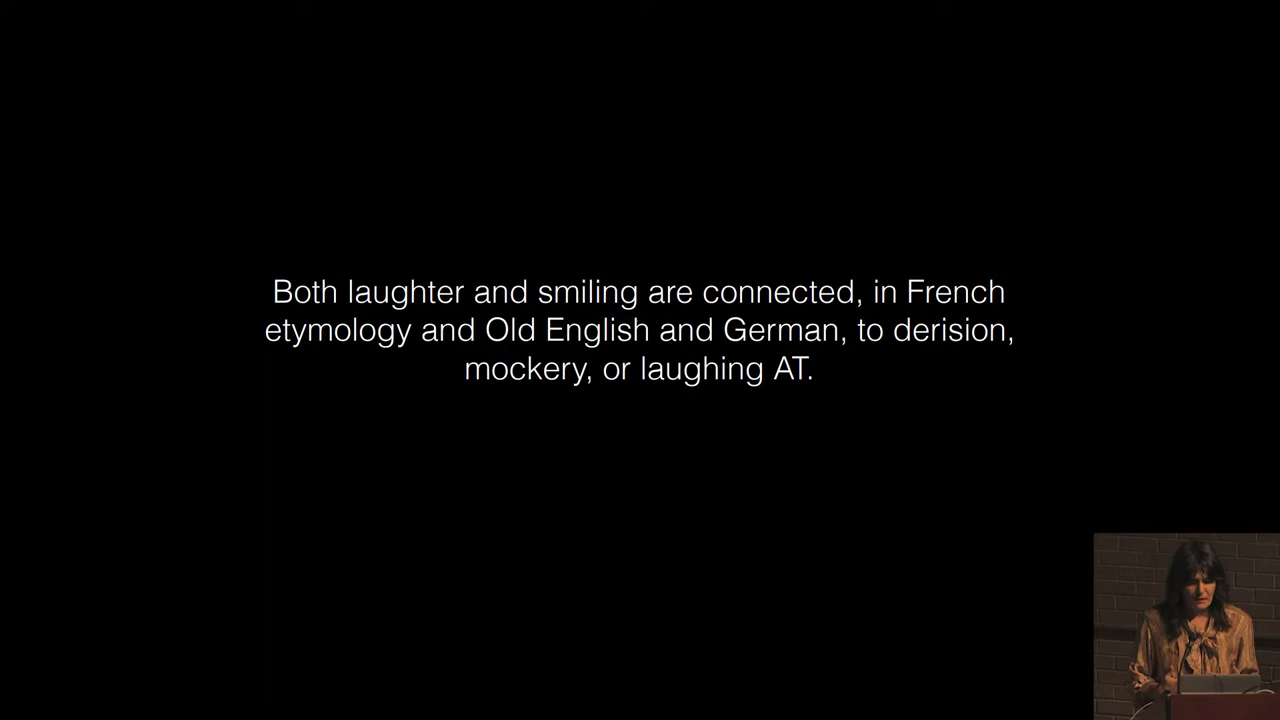 Both laughter and smiling are connected, in French
etymology and Old English and German, to derision,
mockery, or laughing AT.